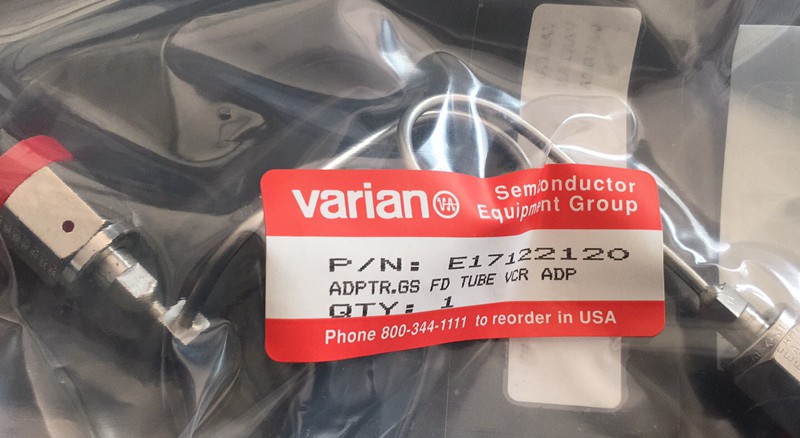 varian
Semiconductor
Equipment Group
P/N: E17122120
ADPTR.GS FD TUBE VCR ADP
QTY: 1
Phone 800-344-1111 to reorder in USA